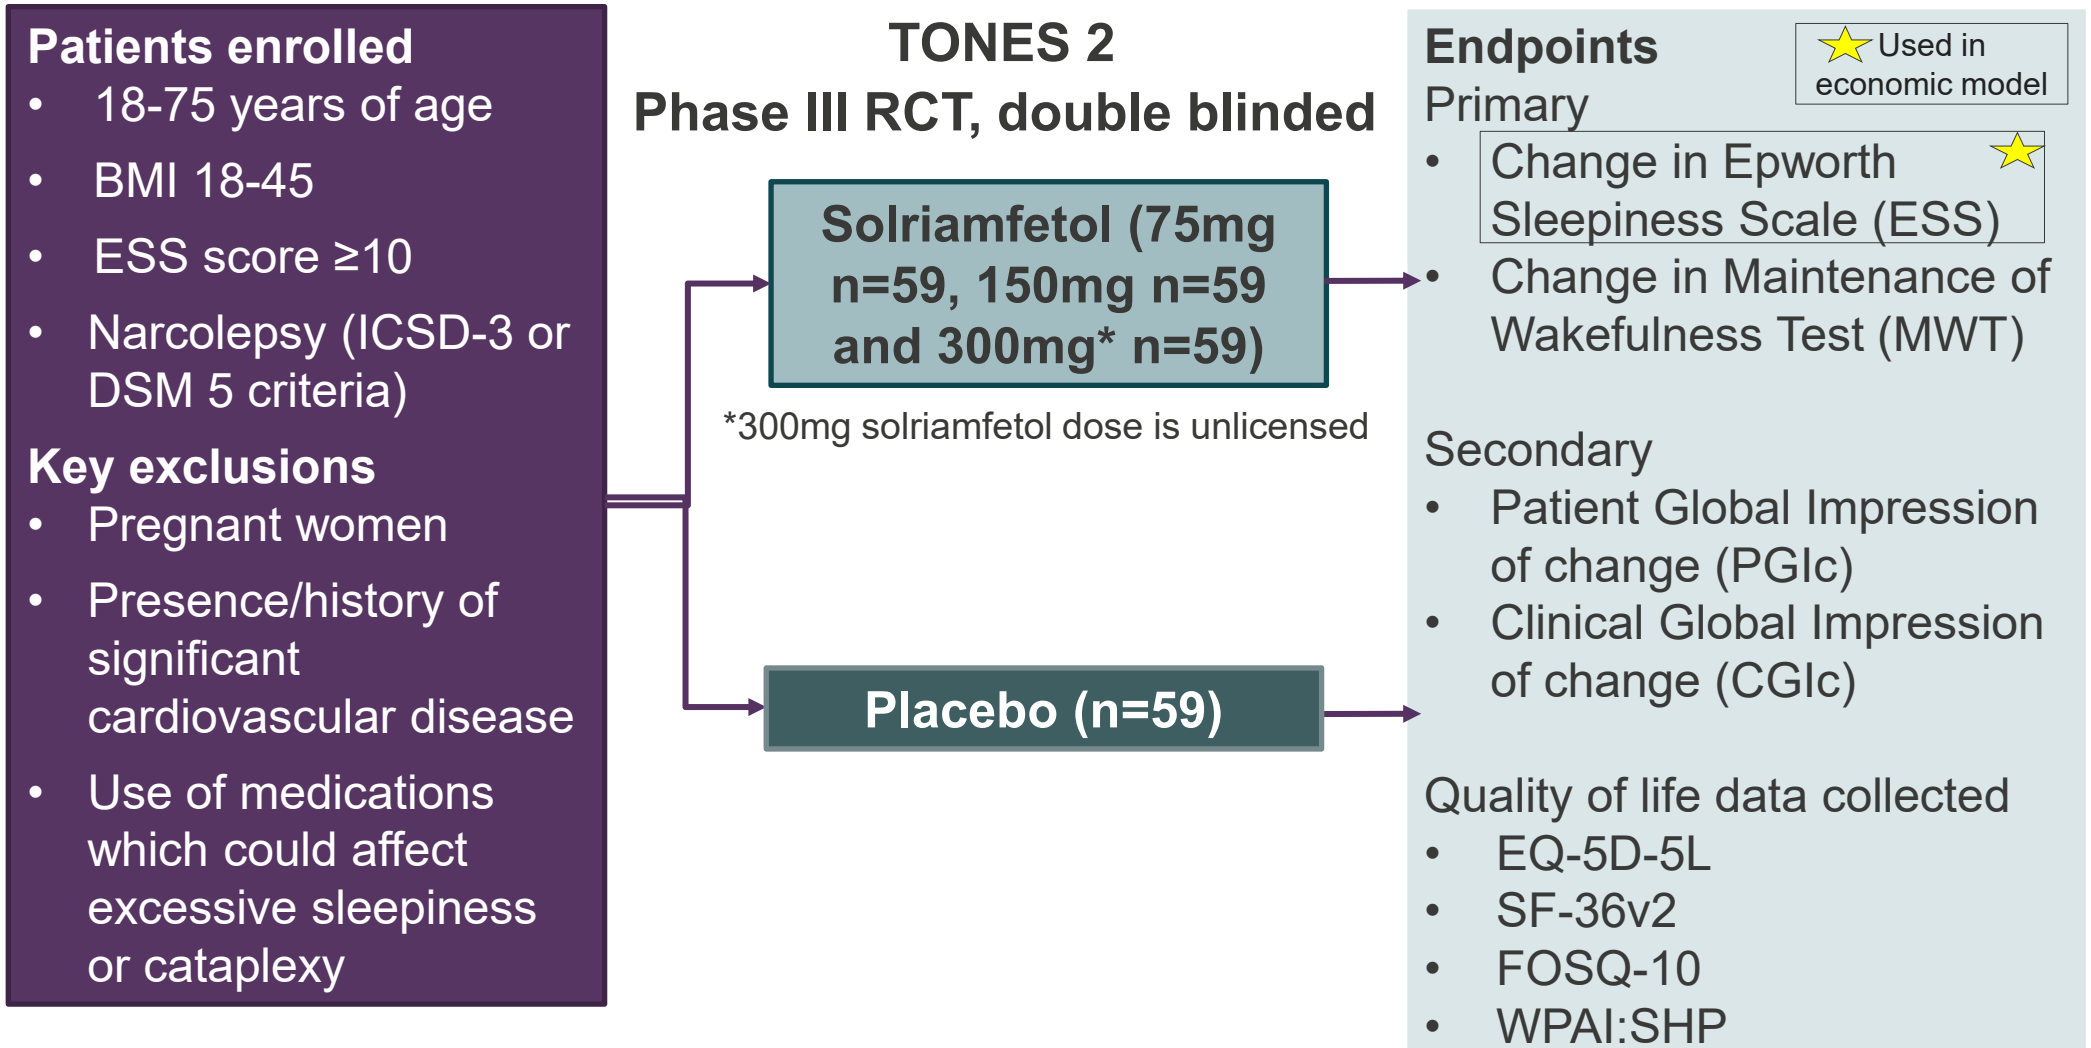 Patients enrolled
• 18-75 years of age
• BMI 18-45
• ESS score ≥10
• Narcolepsy (ICSD-3 or
DSM 5 criteria)
Key exclusions
• Pregnant women
• Presence/history of
significant
cardiovascular disease
• Use of medications
which could affect
excessive sleepiness
or cataplexy
TONES 2
Phase III RCT, double blinded
Solriamfetol (75mg
n=59, 150mg n=59
and 300mg* n=59)
*300mg solriamfetol dose is unlicensed
Placebo (n=59)
Endpoints
Used in
economic model
Primary
• Change in Epworth
Sleepiness Scale (ESS)
• Change in Maintenance of
Wakefulness Test (MWT)
Secondary
• Patient Global Impression
of change (PGIc)
• Clinical Global Impression
of change (CGIc)
Quality of life data collected
• EQ-5D-5L
• SF-36v2
• FOSQ-10
• WPAI:SHP